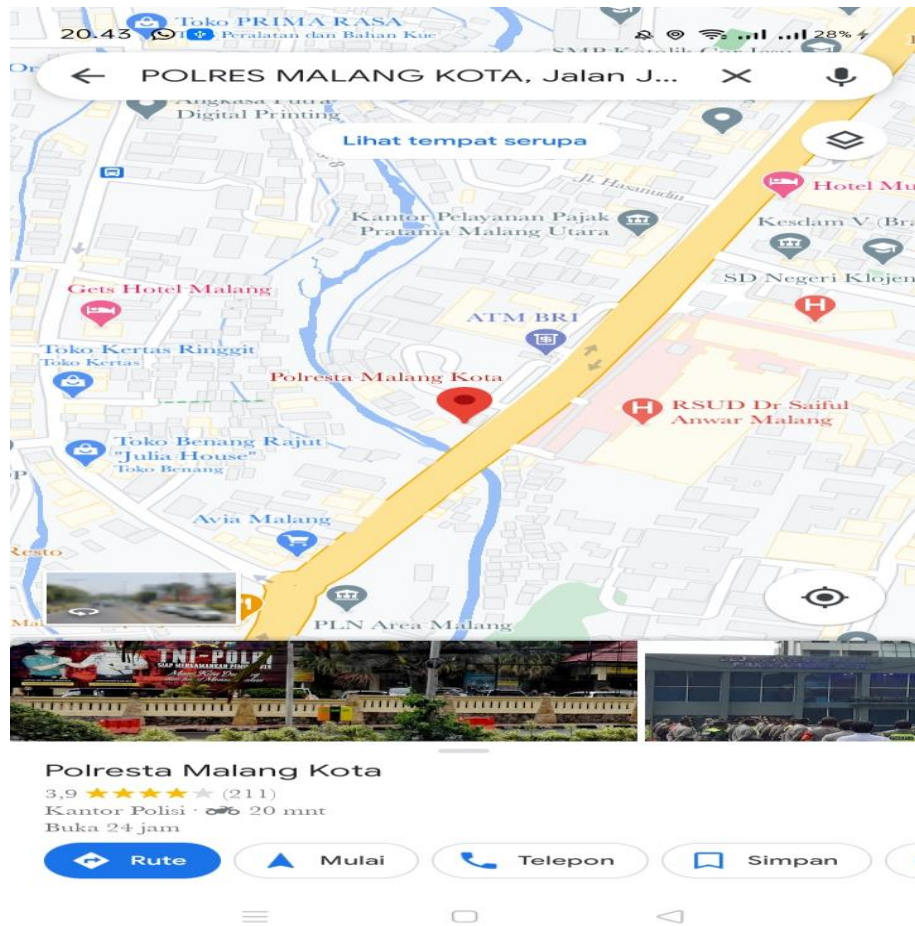 Toko PRIMA RASA
20.43
Peralatan dan Bahan Kue
28%
SMP Katolik Cor Jesu
POLRES MALANG KOTA, Jalan J...
Angkasa Putra
Digital Printing
Lihat tempat serupa
Jl. Hasanudin
Hotel Mu
Kantor Pelayanan Pajak
Pratama Malang Utara
Kesdam V (Bra
SD Negeri Klojen
Gets Hotel Malang
ATM BRI
Toko Kertas Ringgit
Toko Kertas
Polresta Malang Kota
RSUD Dr Saiful
Anwar Malang
Toko Benang Rajut
"Julia House"
Toko Benang
Avia Malang
Resto
PLN Area Malang
TNI-POLRI
Polresta Malang Kota
3,9 (211)
Kantor Polisi · 20 mnt
Buka 24 jam
Rute
Mulai
Telepon
Simpan